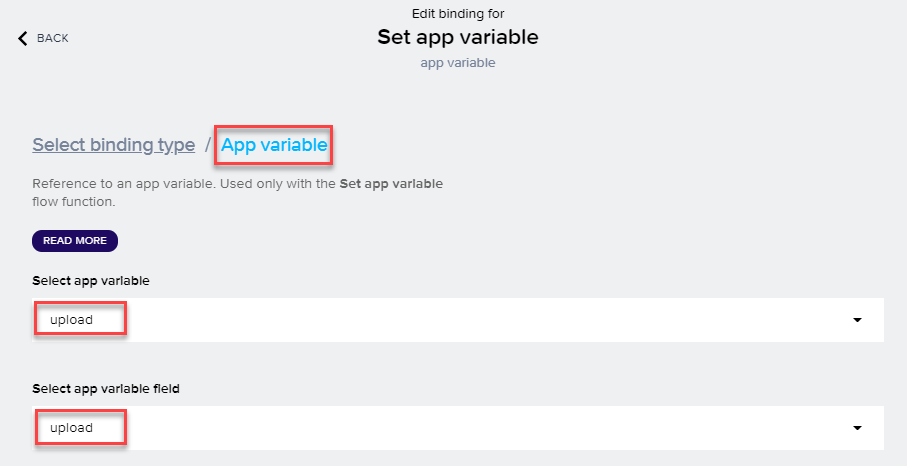 Edit binding for
BACK
Set app variable
app variable
Select binding type / App variable
Reference to an app variable. Used only with the Set app varlable
flow function.
READ MORE
Select app variable
upload
Select app variable field
upload